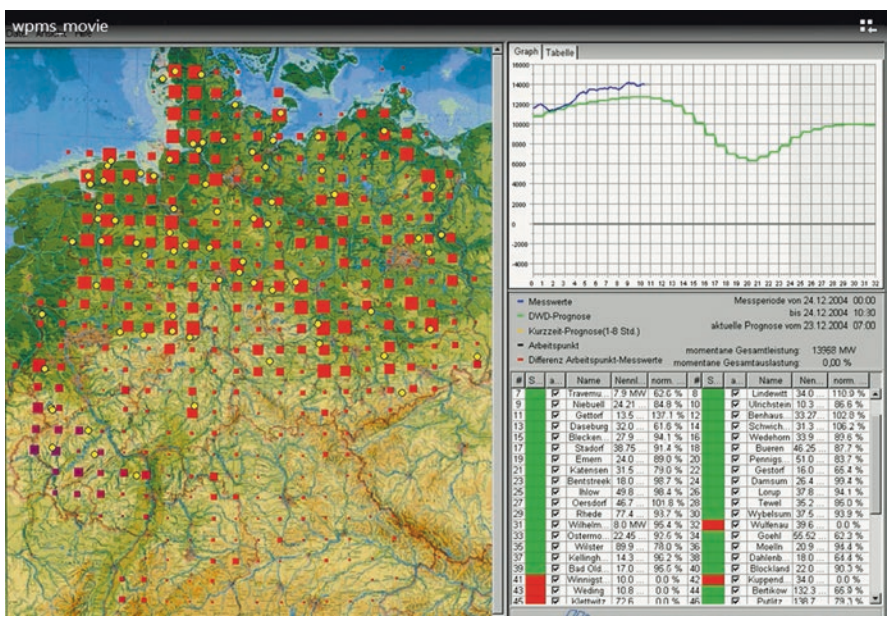 wpms_movie
Graph Tabelle
16000
14000
12000
10000
8000
6000
4000
2000
0
-2000
-4000
0 1 2 3 4 5 6 7 8 9 10 11 12 13 14 15 16 17 18 19 20 21 22 23 24 25 26 27 28 29 30 31 32
Messwerte Messperiode von 24.12.2004 00:00
DWD-Prognose bis 24.12.2004 10:30
Kurzzeit-Prognose(1-8 Std.) aktuelle Prognose vom 23.12.2004 07:00
Arbeitspunkt momentane Gesamtleistung: 13968 MW
Differenz Arbeitspunkt-Messwerte momentane Gesamtauslastung: 0,00 %
# S... a... Name Nennl... norm. ... # S... a... Name Nen... norm. ...
7 Travemu... 7.9 MW 62.6 % 8 Lindewitt 34.0 110.9 %
9 Niebuell 24.21 84.8 % 10 Ulrichstein 10.3 86.6 %
11 Gettorf 13.5 137.1 % 12 Benhaus... 33.27 102.8 %
13 Daseburg 32.0 61.6 % 14 Schwich... 31.3 106.2 %
15 Blecken... 27.9 94.1 % 16 Wedehorn 33.9 89.6 %
17 Stadorf 38.75 91.4 % 18 Bueren 46.25 ... 87.7 %
19 Emern 24.0 89.0 % 20 Pennigs... 51.0 83.7 %
21 Katensen 31.5 79.0 % 22 Gestorf 16.0 65.4 %
23 Bentstreek 18.0 98.7 % 24 Damsum 26.4 99.4 %
25 Ihlow 49.8 98.4 % 26 Lorup 37.8 94.1 %
27 Oersdorf 46.7 101.8 % 28 Tewel 35.2 85.0 %
29 Rhede 77.4 93.7 % 30 Wybelsum 37.5 93.9 %
31 Wilhelm... 8.0 MW 95.4 % 32 Wulfenau 39.6 0.0 %
33 Ostermo... 22.45 92.6 % 34 Goehl 55.52 62.3 %
35 Wilster 89.9 78.0 % 36 Moelln 20.9 94.4 %
37 Kellingh... 14.3 96.2 % 38 Dahlenb... 18.0 64.4 %
39 Bad Old... 17.0 95.6 % 40 Blockland 22.0 90.3 %
41 Winnigst... 10.0 0.0 % 42 Kuppend... 34.0 0.0 %
43 Weding 10.8 0.0 % 44 Bertikow 132.3 65.9 %
45 Klettwitz 72.6 0.0 % 46 Putlitz 138.7 79.3 %